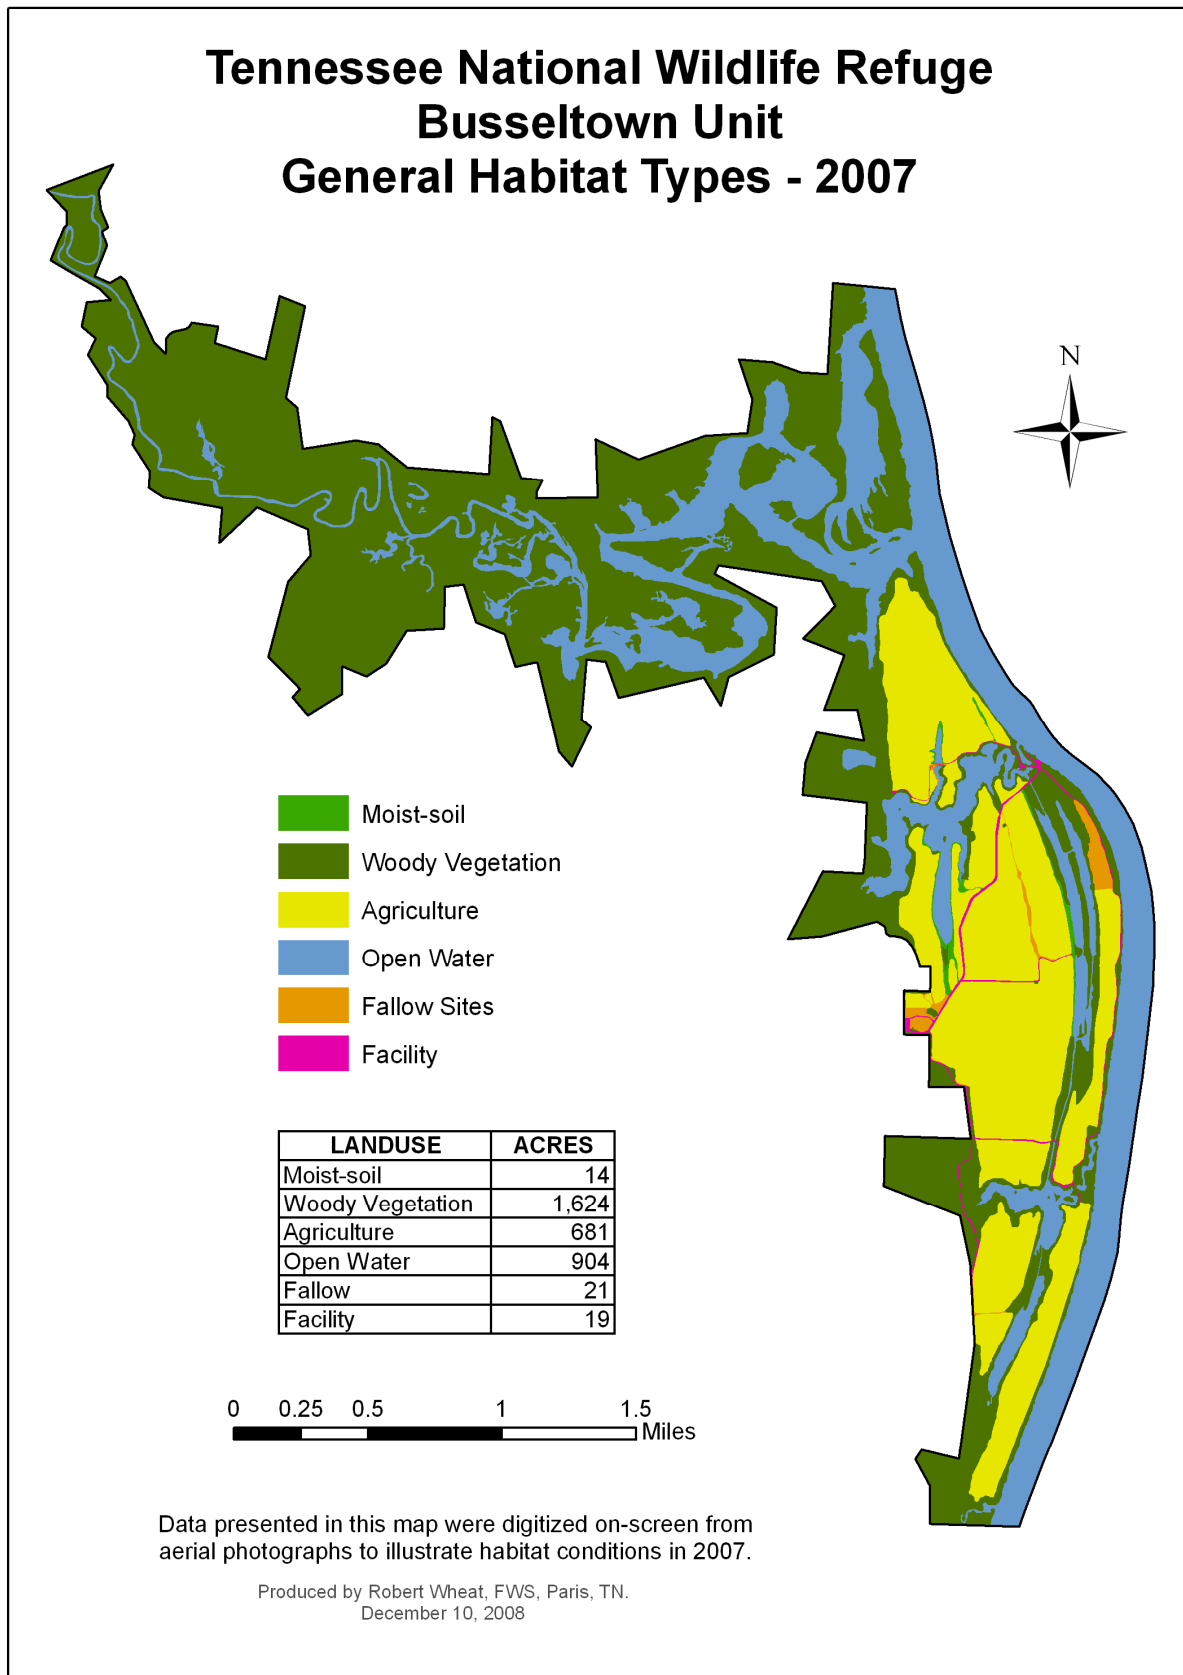 Tennessee National Wildlife Refuge
Busseltown Unit
General Habitat Types - 2007
N
Moist-soil
Woody Vegetation
Agriculture
Open Water
Fallow Sites
Facility
LANDUSE ACRES
Moist-soil 14
Woody Vegetation 1,624
Agriculture 681
Open Water 904
Fallow 21
Facility 19
0 0.25 0.5 1 1.5
Miles
Data presented in this map were digitized on-screen from
aerial photographs to illustrate habitat conditions in 2007.
Produced by Robert Wheat, FWS, Paris, TN.
December 10, 2008